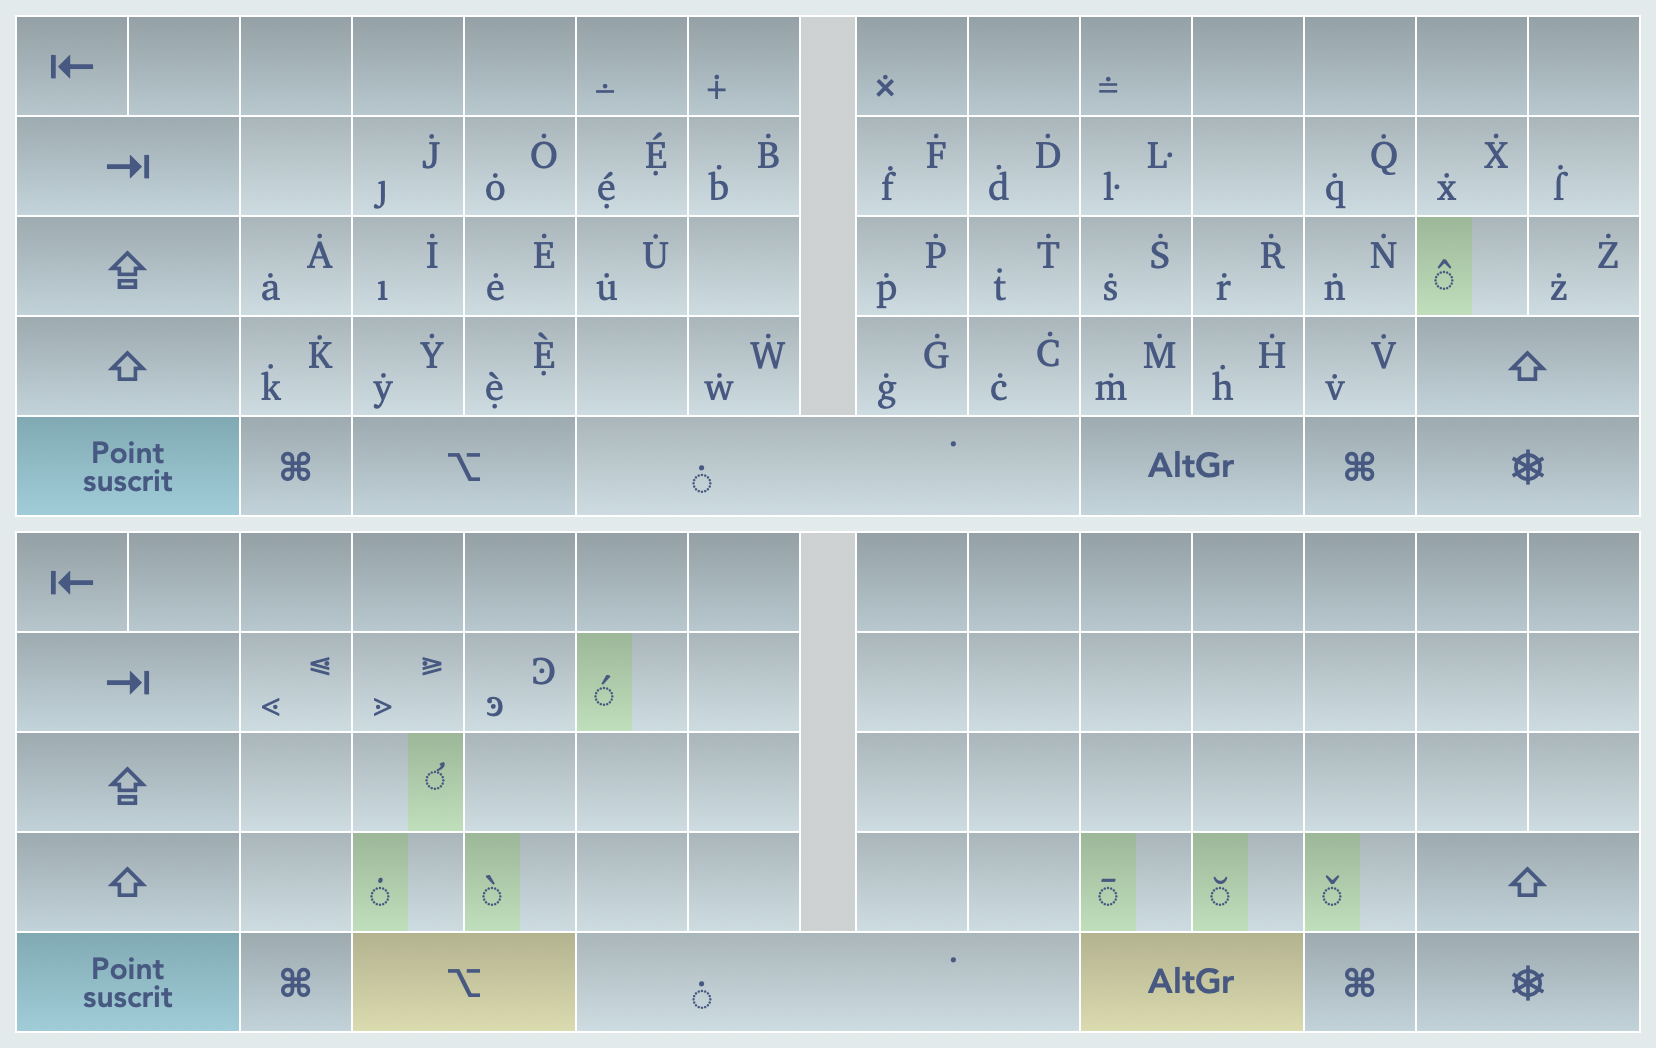 ⇤ ∸ ∔ ⨰ ≐
⇥ J̇ ȷ Ȯ ȯ Ẹ́ ẹ́ Ḃ ḃ Ḟ ḟ Ḋ ḋ Ŀ ŀ Q̇ q̇ Ẋ ẋ ẛ
Ȧ ȧ İ ı Ė ė U̇ u̇ Ṗ ṗ Ṫ ṫ Ṡ ṡ Ṙ ṙ Ṅ ṅ ◌̂ Ż ż
K̇ k̇ Ẏ ẏ Ẹ̀ ẹ̀ Ẇ ẇ Ġ ġ Ċ ċ Ṁ ṁ Ḣ ḣ V̇ v̇
Point
suscrit
⌘ ⌥ ◌̇ ˙ AltGr ⌘
⇤
⇥ ⩿ ⋖ ⪀ ⋗ Ꜿ ꜿ ◌́
◌̛
◌̇ ◌̀ ◌̄ ◌̆ ◌̌
Point
suscrit
⌘ ⌥ ◌̇ ˙ AltGr ⌘